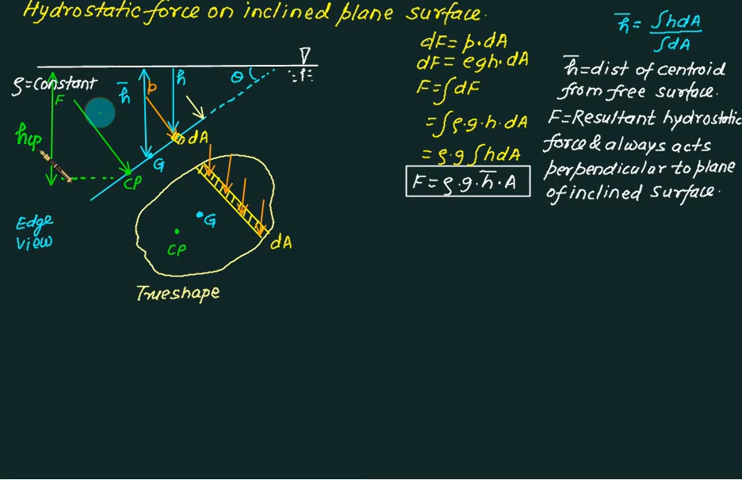 Hydrostatic force on inclined plane surface.
ρ=constant
F
h̄
p
h
θ
dA
hcp
G
CP
Edge
View
G
CP
dA
Trueshape
dF= p·dA
dF= ρgh·dA
F=∫dF
=∫ρ·g·h·dA
=ρ·g∫hdA
F=ρ·g·h̄·A
h̄=∫hdA/∫dA
h̄=dist of centroid
from free surface.
F=Resultant hydrostatic
force & always acts
perpendicular to plane
of inclined surface.